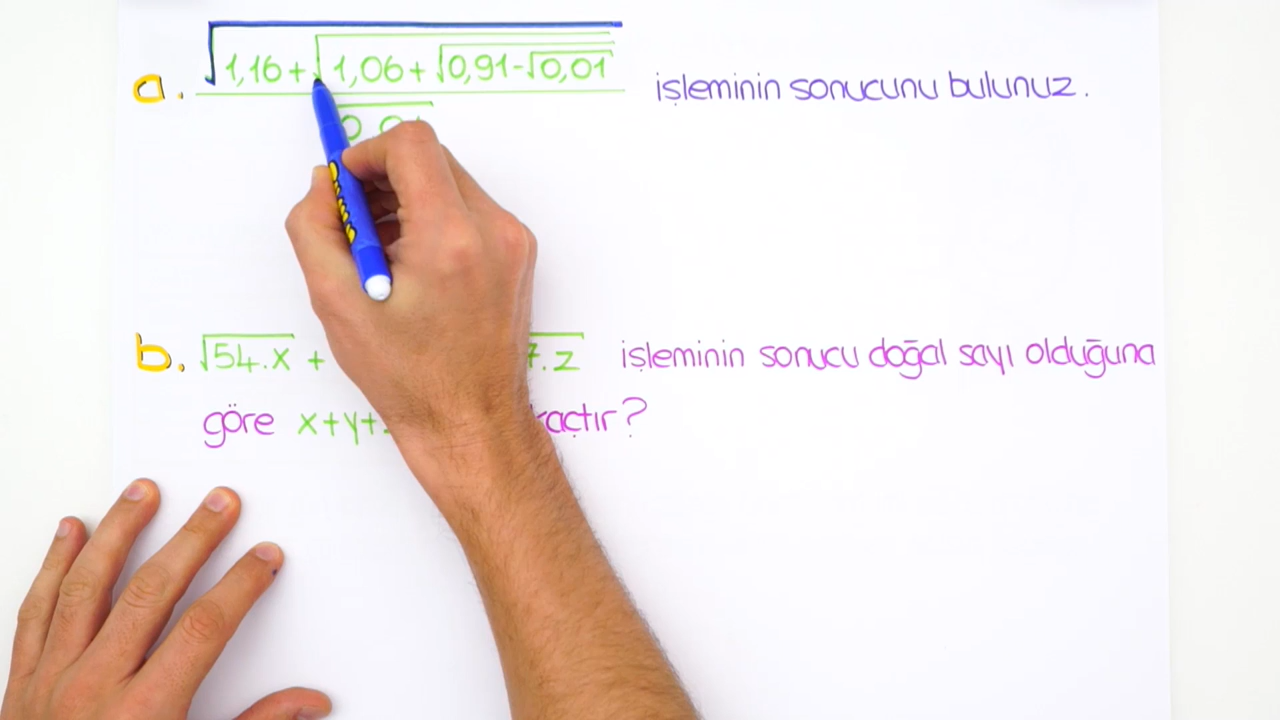 a. √1,16+√1,06+√0,91-√0,01 işleminin sonucunu bulunuz.
b. √54.x + 7.z işleminin sonucu doğal sayı olduğuna
göre x+y+ kaçtır?